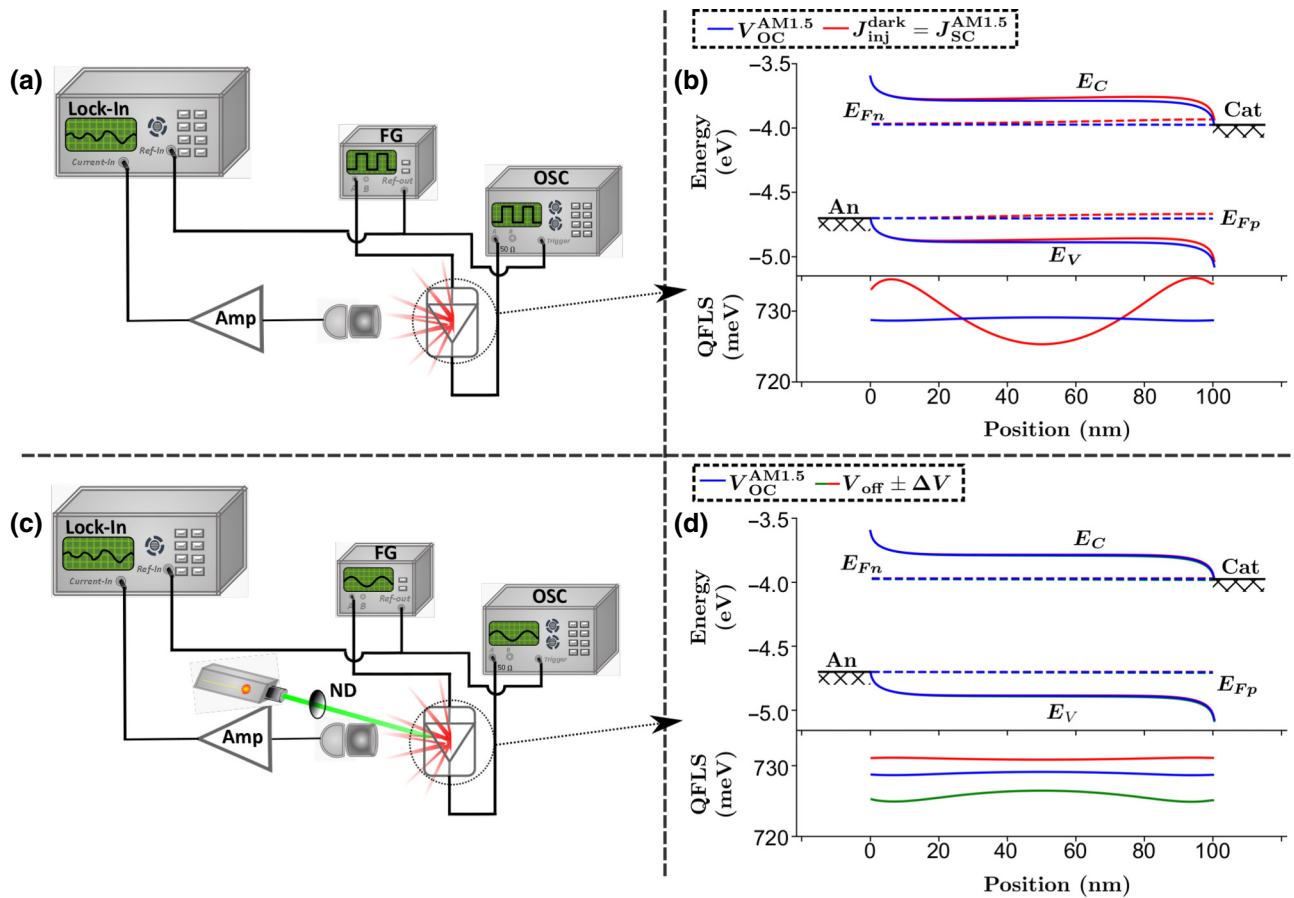 (a)
Lock-In
Current-In
Ref-In
FG
A
B
Ref-out
OSC
A
B
50 Ω
Trigger
Amp
(b)
V_OC^AM1.5 J_inj^dark = J_SC^AM1.5
−3.5
−4.0
−4.5
−5.0
Energy
(eV)
E_C
E_Fn
Cat
An
E_Fp
E_V
730
720
QFLS
(meV)
0 20 40 60 80 100
Position (nm)
(c)
Lock-In
Current-In
Ref-In
FG
A
B
Ref-out
OSC
A
B
50 Ω
Trigger
ND
Amp
(d)
V_OC^AM1.5 V_off ± ΔV
−3.5
−4.0
−4.5
−5.0
Energy
(eV)
E_C
E_Fn
Cat
An
E_Fp
E_V
730
720
QFLS
(meV)
0 20 40 60 80 100
Position (nm)